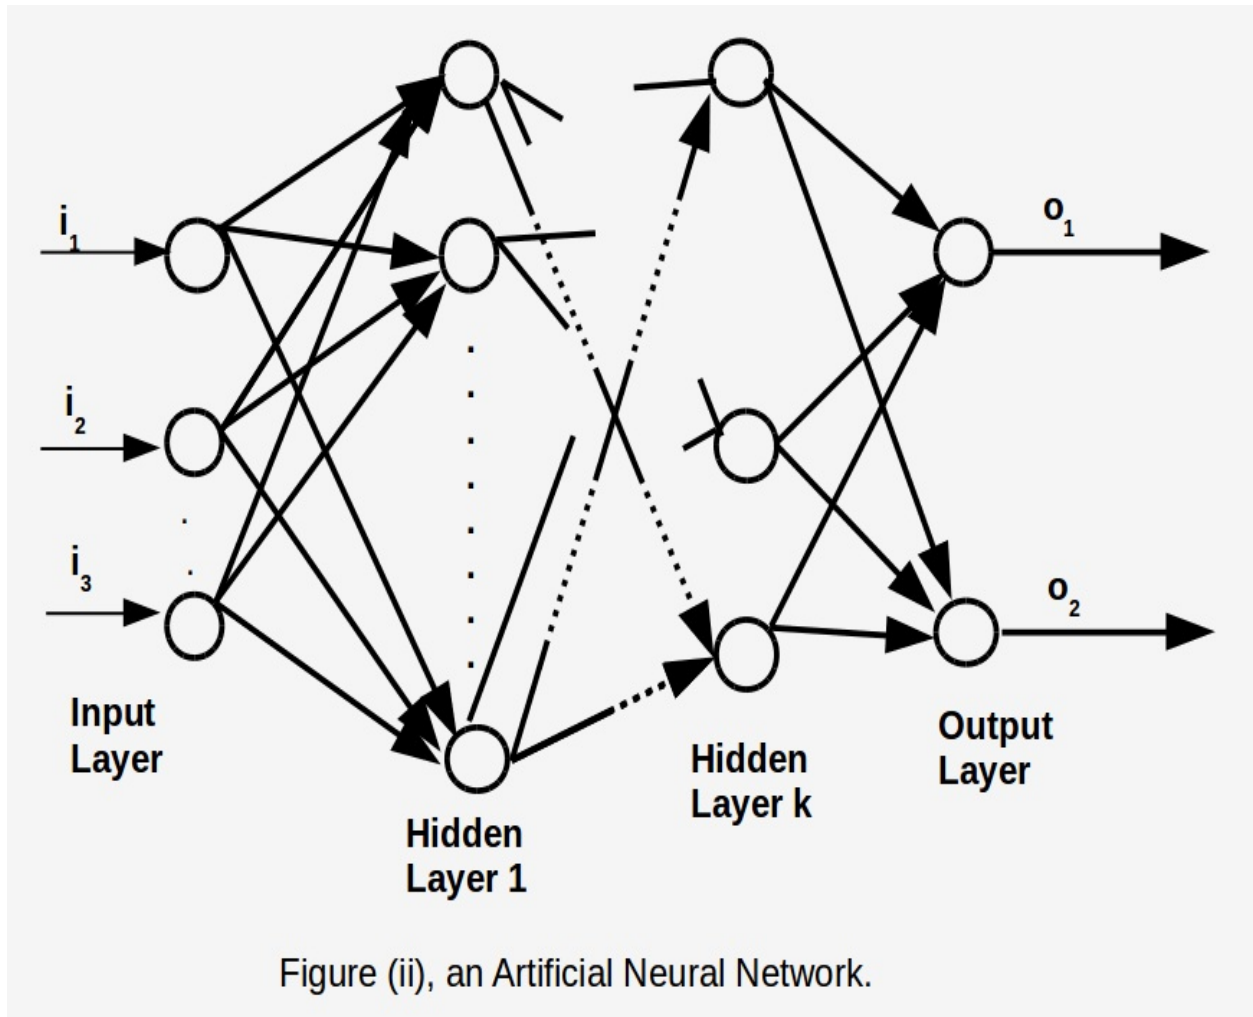 i1
o1
i2
i3
o2
Input
Layer
Hidden
Layer 1
Hidden
Layer k
Output
Layer
Figure (ii), an Artificial Neural Network.